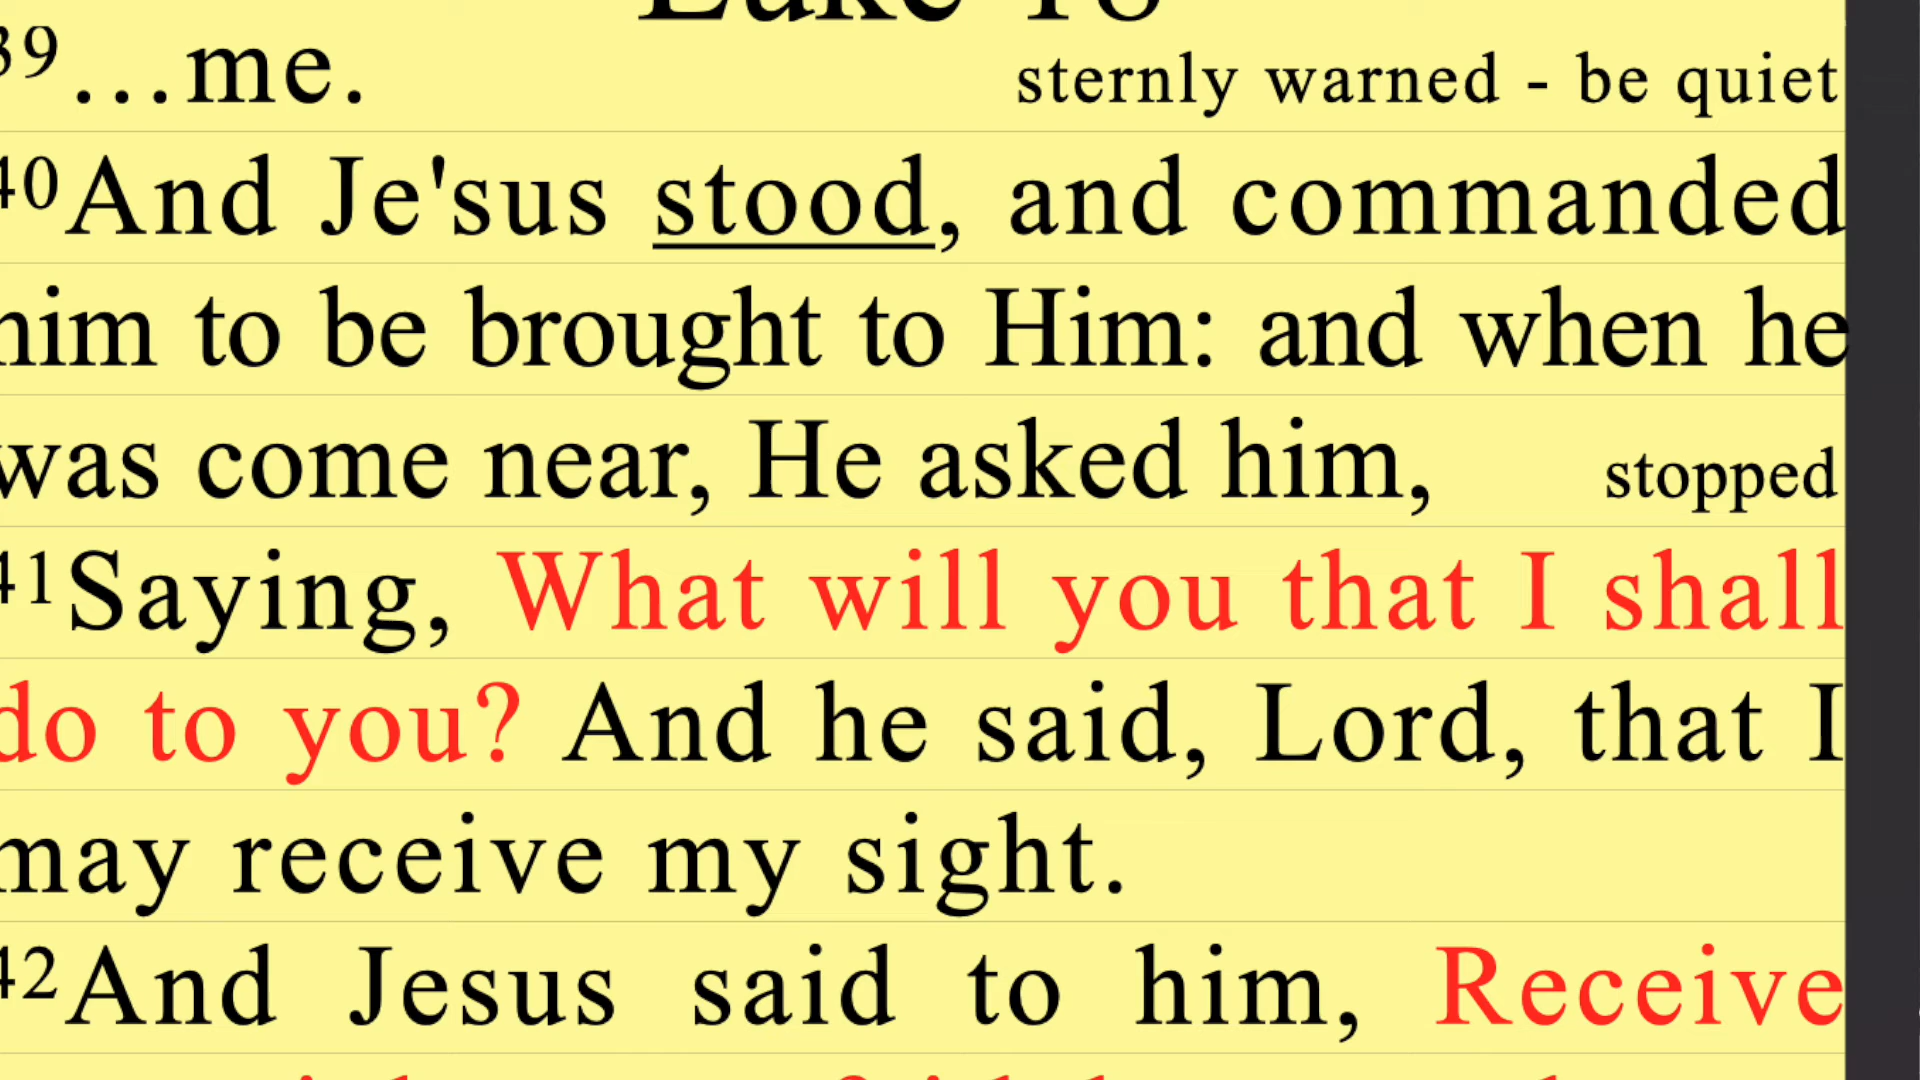 Luke 18
39...me. sternly warned - be quiet
40And Je'sus stood, and commanded
him to be brought to Him: and when he
was come near, He asked him, stopped
41Saying, What will you that I shall
do to you? And he said, Lord, that I
may receive my sight.
42And Jesus said to him, Receive